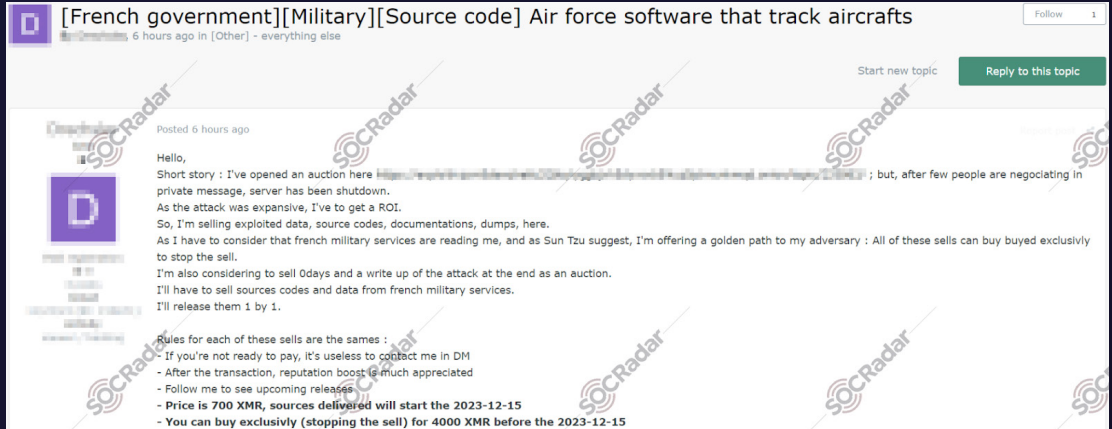 D
[French government][Military][Source code] Air force software that track aircrafts
6 hours ago in [Other] - everything else
Follow 1
Start new topic
Reply to this topic
Posted 6 hours ago
Hello,
Short story : I've opened an auction here ; but, after few people are negociating in
private message, server has been shutdown.
As the attack was expansive, I've to get a ROI.
So, I'm selling exploited data, source codes, documentations, dumps, here.
As I have to consider that french military services are reading me, and as Sun Tzu suggest, I'm offering a golden path to my adversary : All of these sells can buy buyed exclusivly
to stop the sell.
I'm also considering to sell 0days and a write up of the attack at the end as an auction.
I'll have to sell sources codes and data from french military services.
I'll release them 1 by 1.
D
Rules for each of these sells are the sames :
- If you're not ready to pay, it's useless to contact me in DM
- After the transaction, reputation boost is much appreciated
- Follow me to see upcoming releases
- Price is 700 XMR, sources delivered will start the 2023-12-15
- You can buy exclusivly (stopping the sell) for 4000 XMR before the 2023-12-15
SOCRadar
SOCRadar
SOCRadar
SOCRadar
SOCRadar
SOCRadar